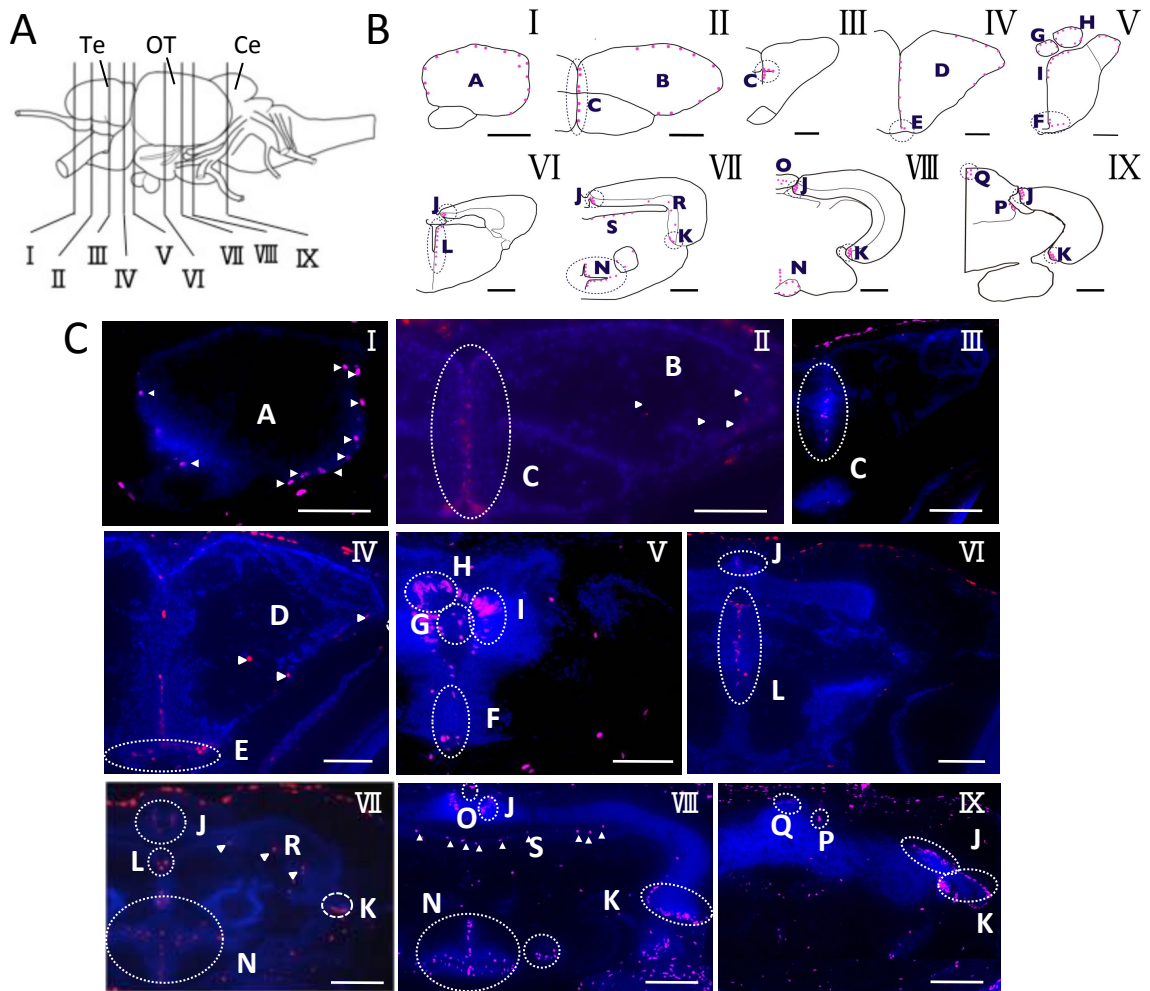 A
Te OT Ce
I III V VII VIII IX
II IV VI
B
I II III IV V
A
B
C
C
D
E
G
H
I
F
VI VII VIII IX
J
L
J
R
S
K
N
O
J
K
N
Q
J
P
K
C
I
A
II
B
C
III
C
IV
D
E
V
H
G
I
F
VI
J
L
VII
J
R
L
K
N
VIII
O
J
S
N
K
IX
Q
P
J
K